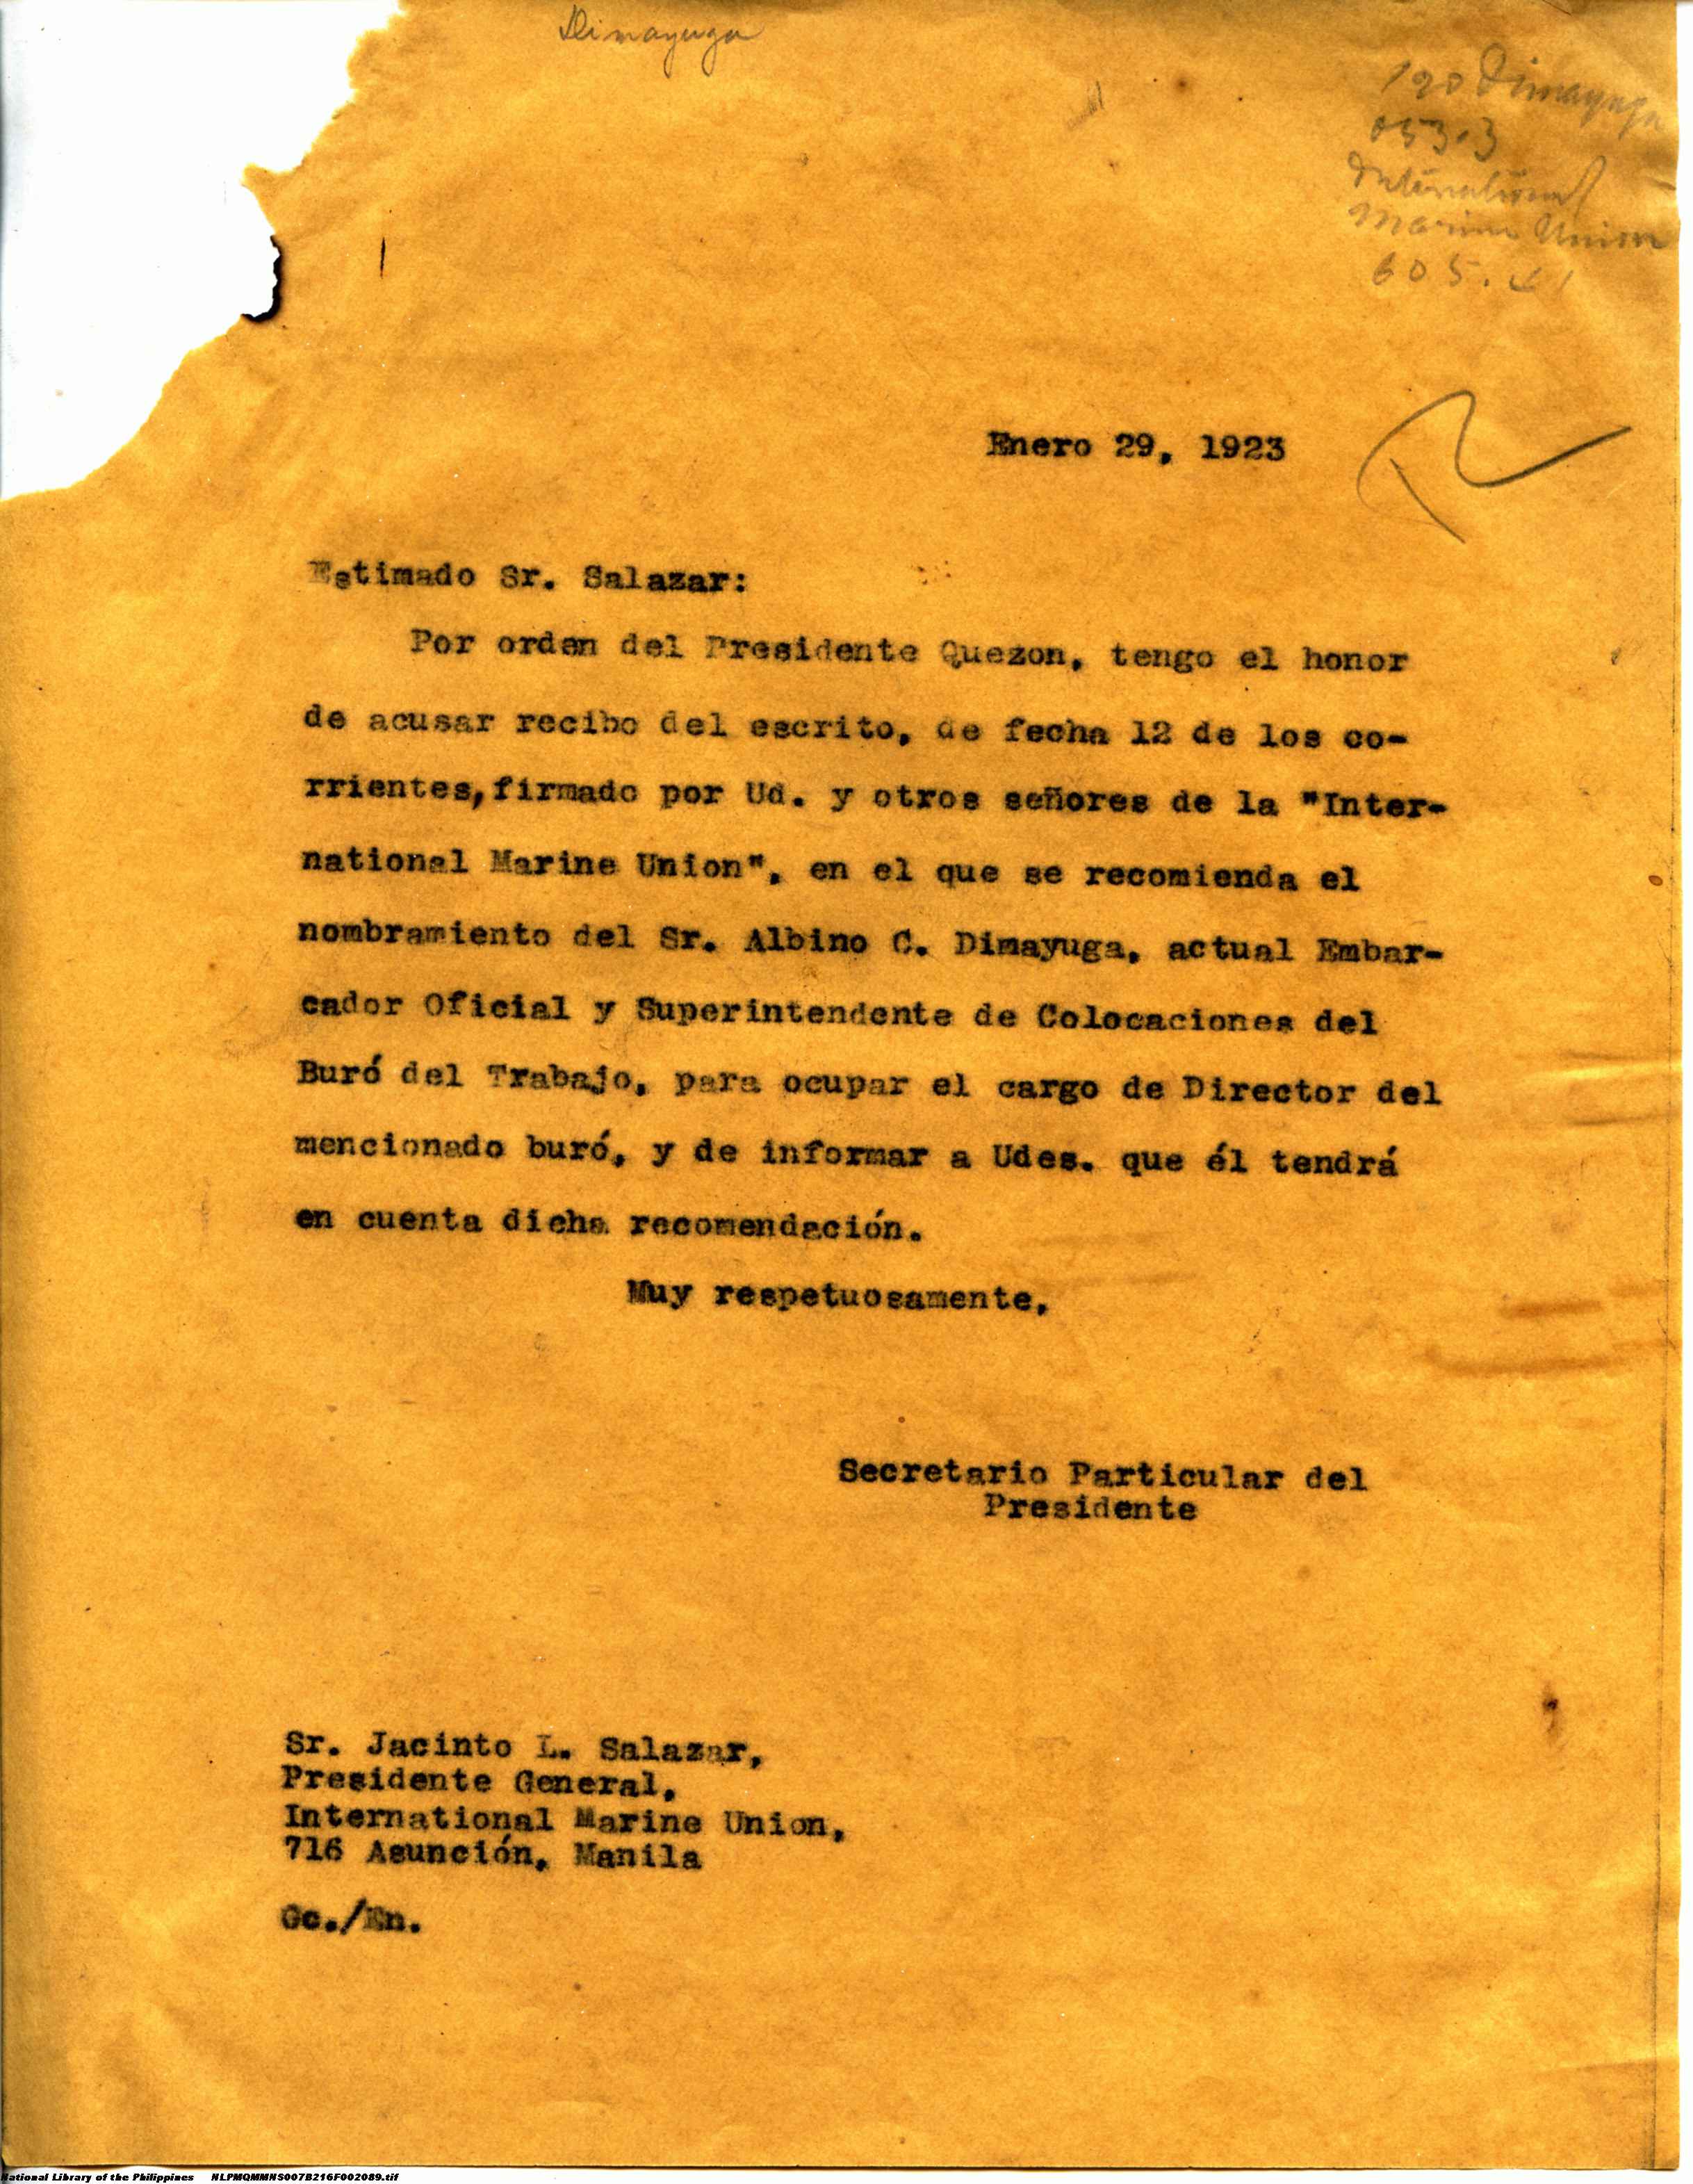 Dimayuga
190 Dimayuga
053.3
International
Marine Union
605.
Enero 29, 1923
Estimado Sr. Salazar:
Por orden del Presidente Quezon, tengo el honor
de acusar recibo del escrito, de fecha 12 de los co-
rrientes, firmado por Ud. y otros señores de la "Inter-
national Marine Union", en el que se recomienda el
nombramiento del Sr. Albino C. Dimayuga, actual Embar-
cador Oficial y Superintendente de Colocaciones del
Buró del Trabajo, para ocupar el cargo de Director del
mencionado buró, y de informar a Udes. que él tendrá
en cuenta dicha recomendación.
Muy respetuosamente,
Secretario Particular del
Presidente
Sr. Jacinto L. Salazar,
Presidente General,
International Marine Union,
716 Asunción, Manila
Gc./En.
National Library of the Philippines NLPMQMMNS007B216F002089.tif